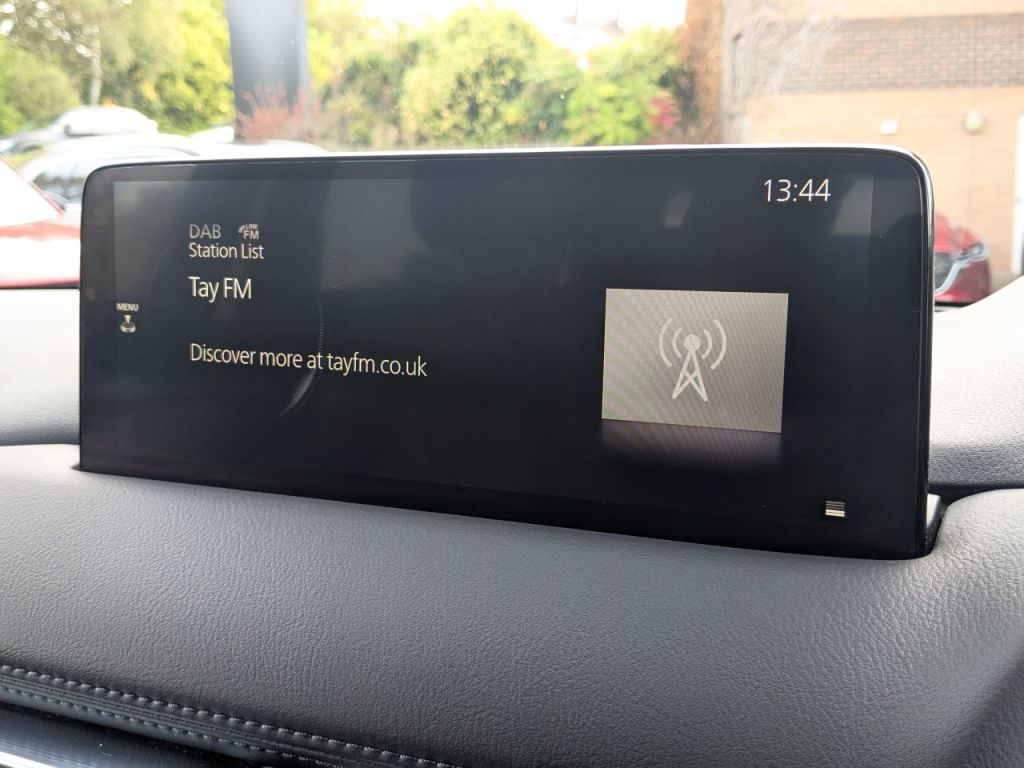 13:44
DAB LINK FM
Station List
Tay FM
MENU
Discover more at tayfm.co.uk